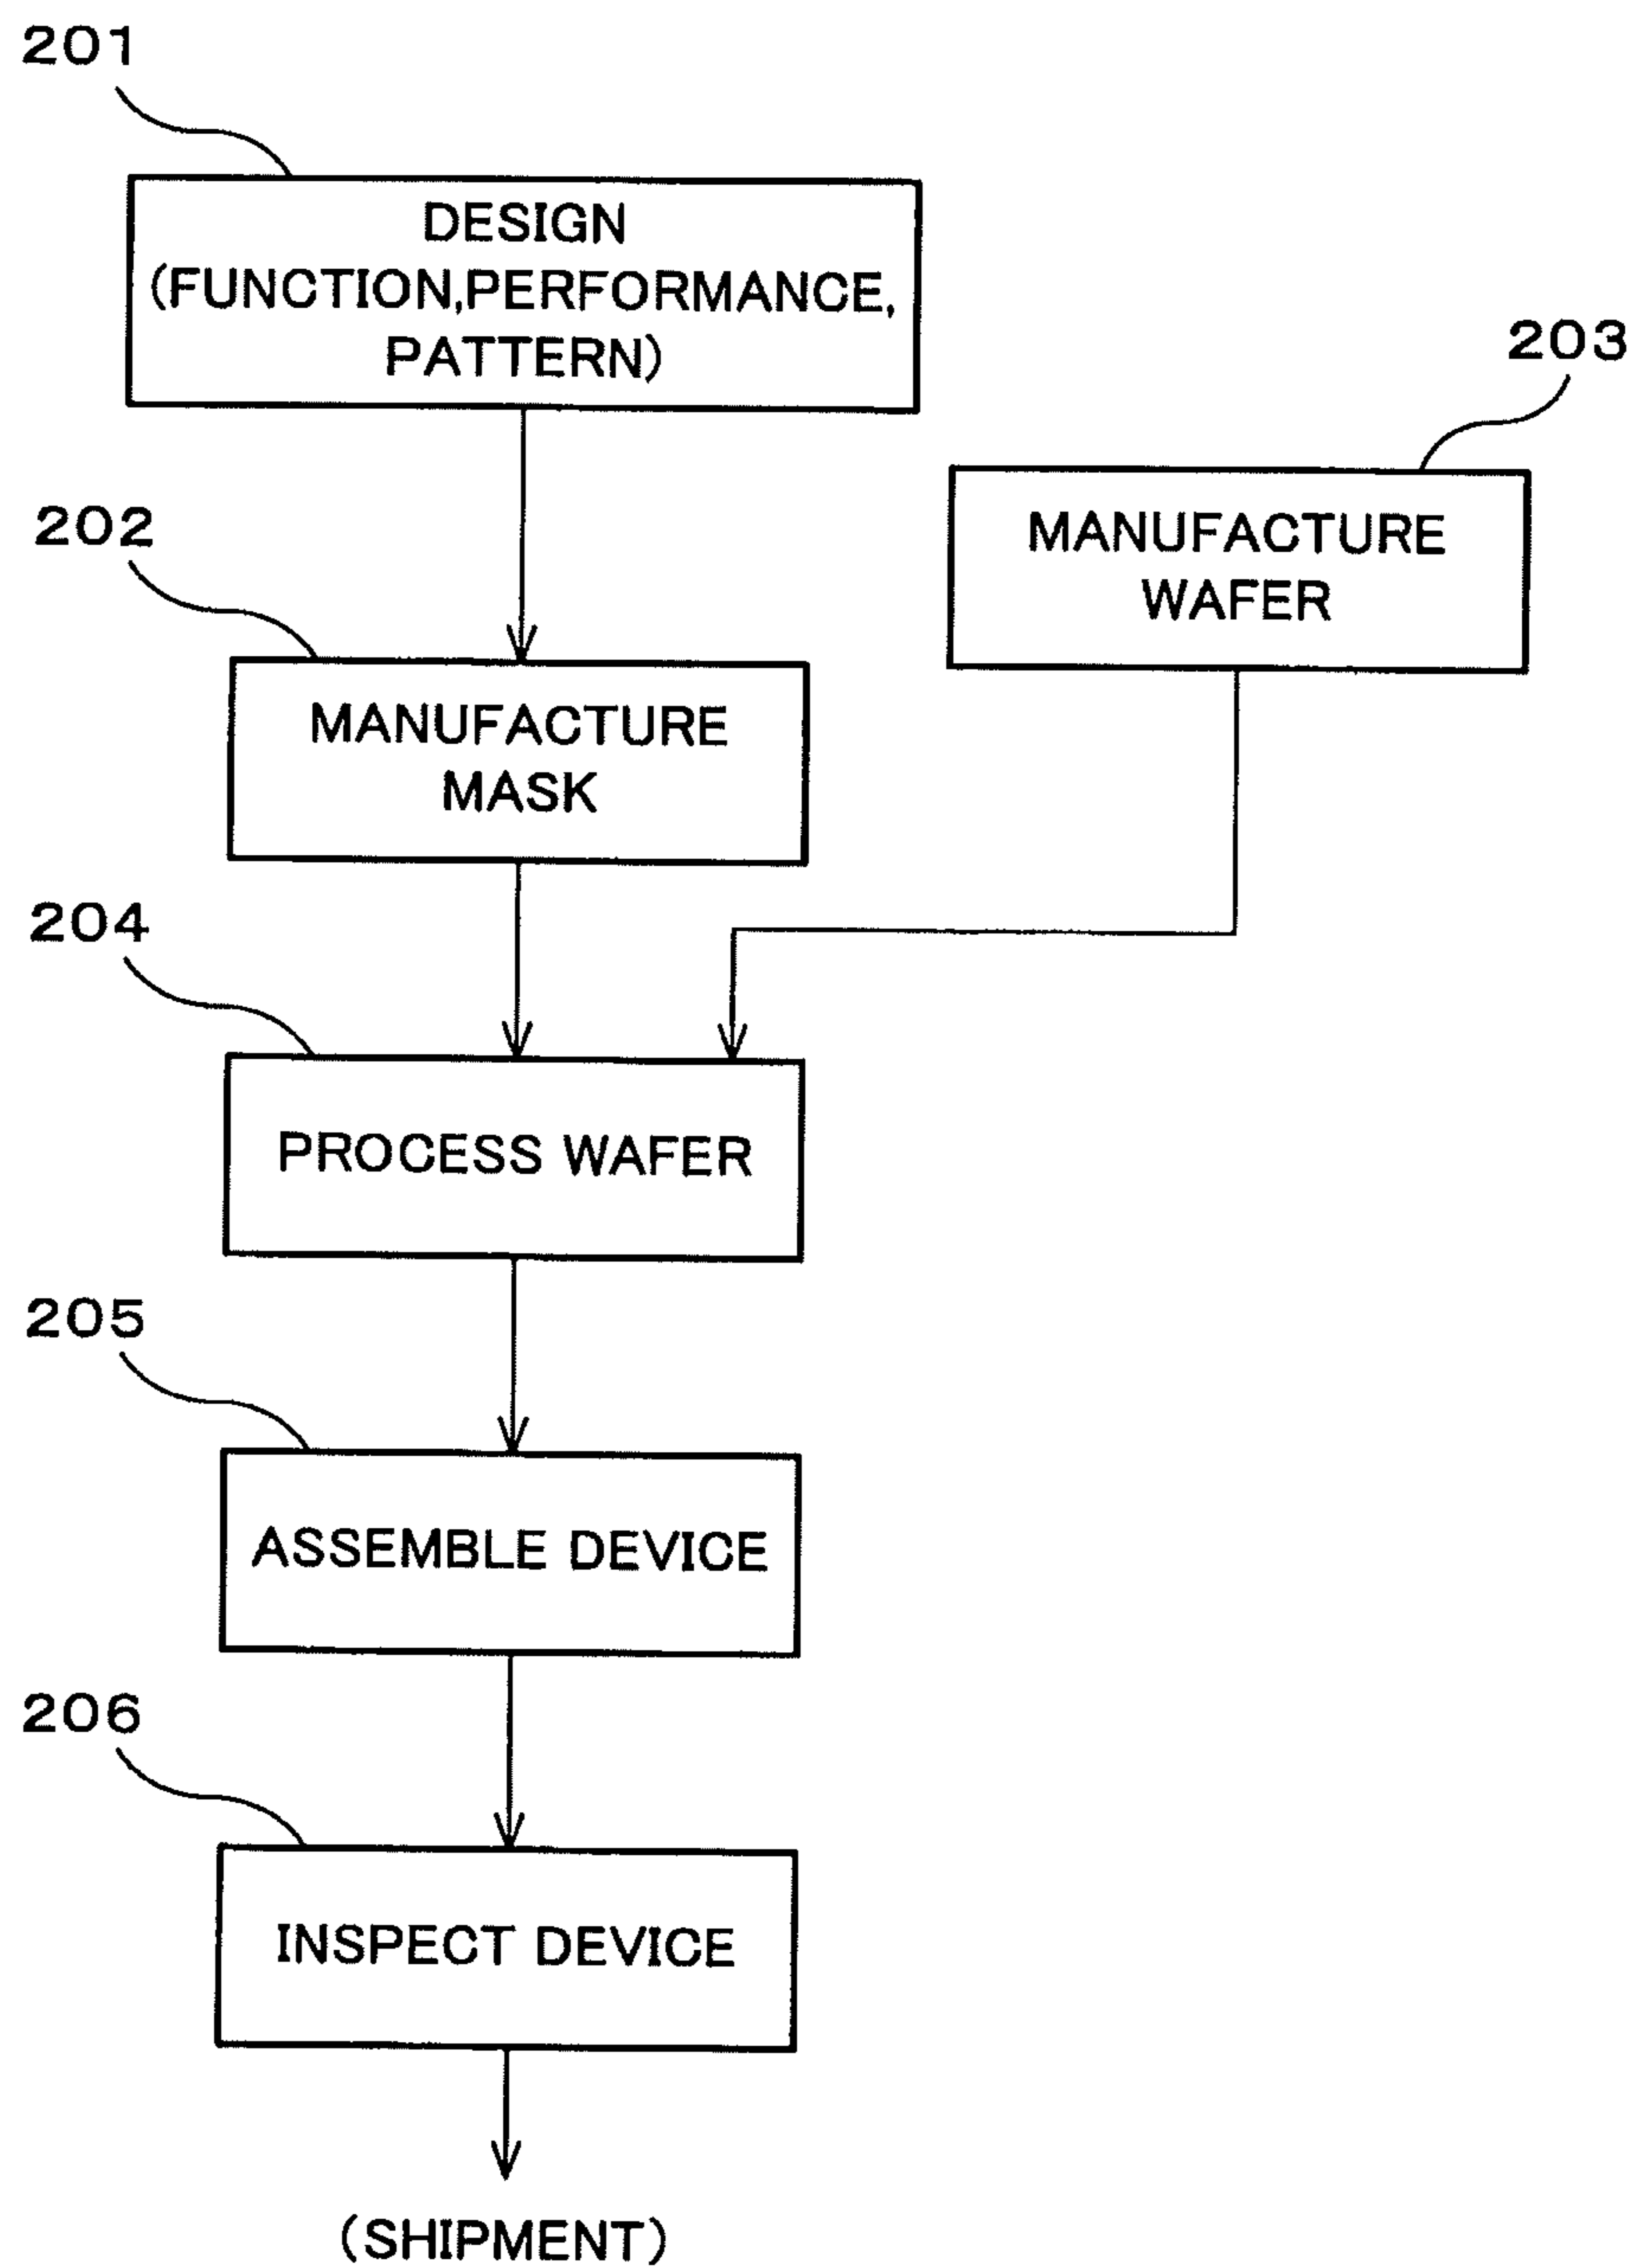 201
DESIGN
(FUNCTION,PERFORMANCE,
PATTERN)
203
MANUFACTURE
WAFER
202
MANUFACTURE
MASK
204
PROCESS WAFER
205
ASSEMBLE DEVICE
206
INSPECT DEVICE
(SHIPMENT)